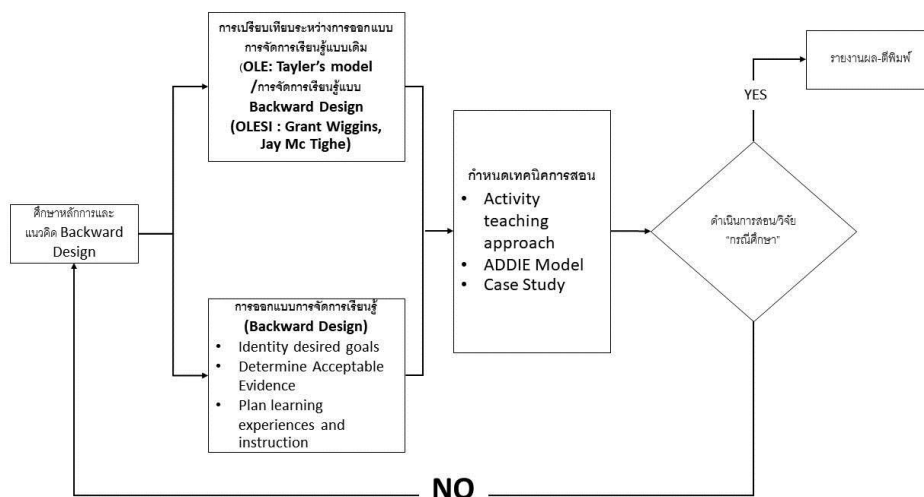 ศึกษาหลักการและ
แนวคิด Backward
Design
การเปรียบเทียบระหว่างการออกแบบ
การจัดการเรียนรู้แบบเดิม
(OLE: Tayler’s model
/การจัดการเรียนรู้แบบ
Backward Design
(OLESI : Grant Wiggins,
Jay Mc Tighe)
การออกแบบการจัดการเรียนรู้
(Backward Design)
• Identity desired goals
• Determine Acceptable
Evidence
• Plan learning
experiences and
instruction
กำหนดเทคนิคการสอน
• Activity
teaching
approach
• ADDIE Model
• Case Study
ดำเนินการสอน/วิจัย
"กรณีศึกษา"
YES
รายงานผล-ตีพิมพ์
NO